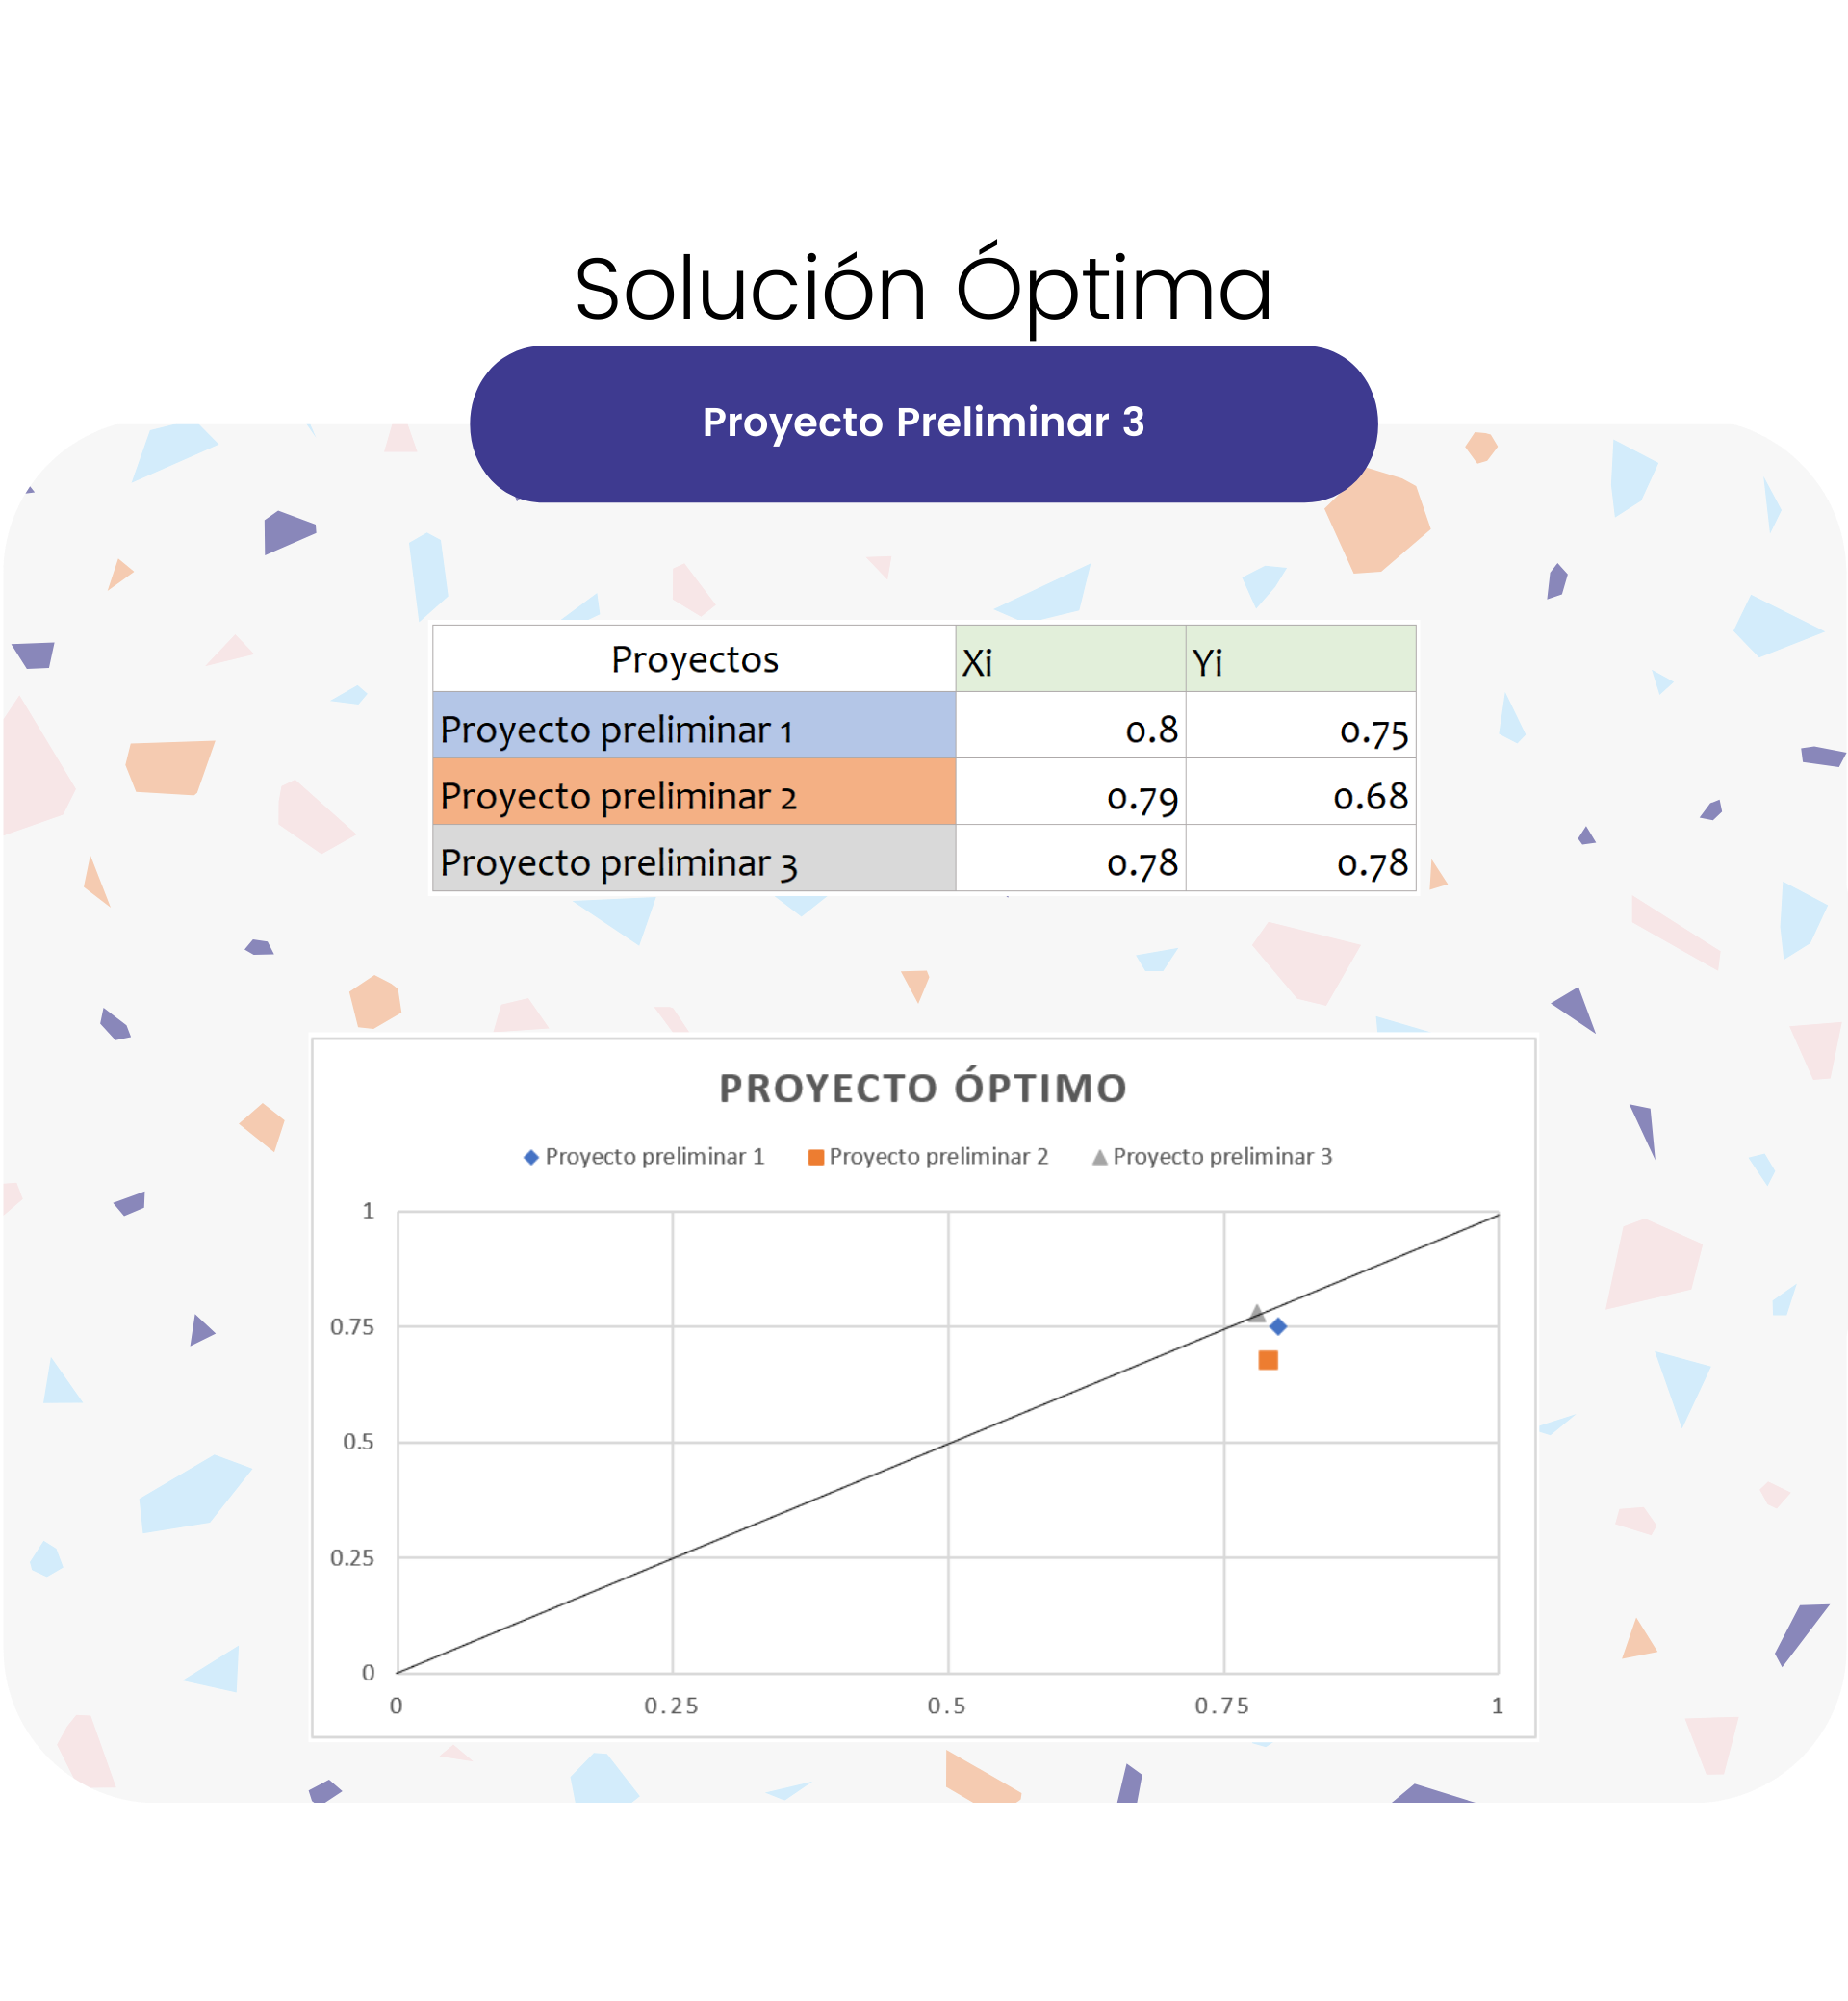 Solución Óptima
Proyecto Preliminar 3
Proyectos Xi Yi
Proyecto preliminar 1 0.8 0.75
Proyecto preliminar 2 0.79 0.68
Proyecto preliminar 3 0.78 0.78
PROYECTO ÓPTIMO
Proyecto preliminar 1 Proyecto preliminar 2 Proyecto preliminar 3
1
0.75
0.5
0.25
0
0 0.25 0.5 0.75 1